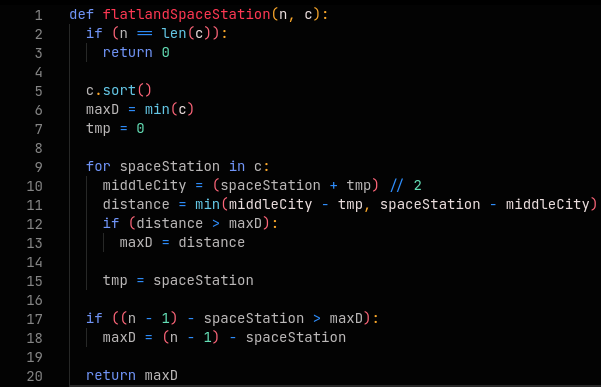 1 def flatlandSpaceStation(n, c):
2 if (n == len(c)):
3 return 0
4
5 c.sort()
6 maxD = min(c)
7 tmp = 0
8
9 for spaceStation in c:
10 middleCity = (spaceStation + tmp) // 2
11 distance = min(middleCity - tmp, spaceStation - middleCity)
12 if (distance > maxD):
13 maxD = distance
14
15 tmp = spaceStation
16
17 if ((n - 1) - spaceStation > maxD):
18 maxD = (n - 1) - spaceStation
19
20 return maxD